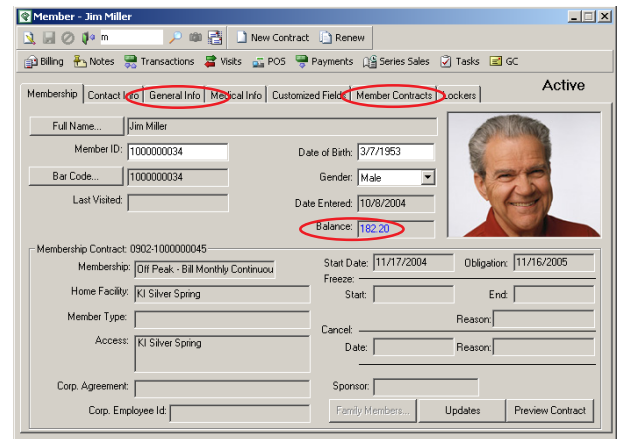 Member - Jim Miller
m New Contract Renew
Billing Notes Transactions Visits POS Payments Series Sales Tasks GC
Membership Contact Info General Info Medical Info Customized Fields Member Contracts Lockers Active
Full Name... Jim Miller
Member ID: 1000000034 Date of Birth: 3/7/1953
Bar Code... 1000000034 Gender: Male
Last Visited: Date Entered: 10/8/2004
Balance: 182.20
Membership Contract: 0902-1000000045
Membership: Off Peak - Bill Monthly Continuou Start Date: 11/17/2004 Obligation: 11/16/2005
Freeze:
Home Facility: KI Silver Spring Start: End:
Member Type: Reason:
Cancel:
Access: KI Silver Spring Date: Reason:
Corp. Agreement: Sponsor:
Corp. Employee Id: Family Members... Updates Preview Contract